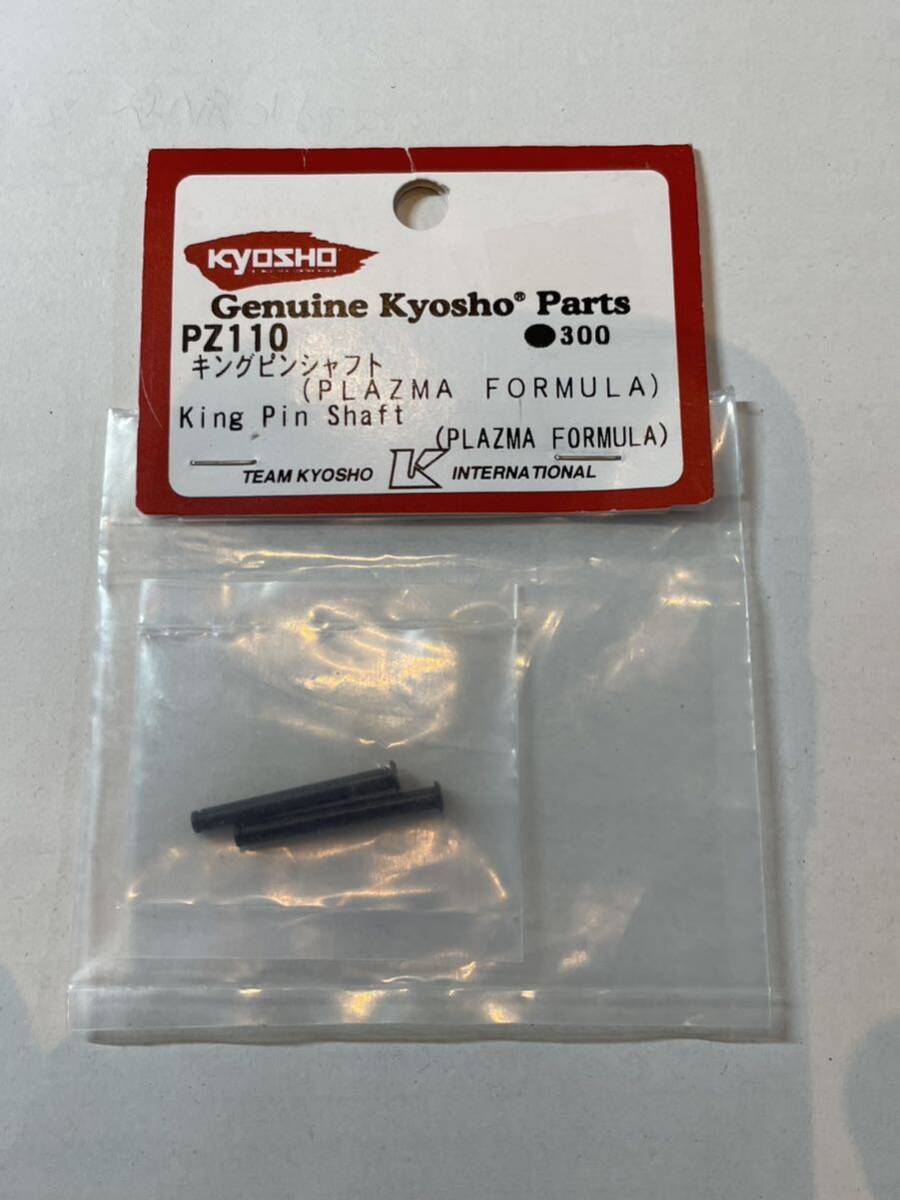 KYOSHO
Genuine Kyosho® Parts
PZ110 ●300
キングピンシャフト
(PLAZMA FORMULA)
King Pin Shaft
(PLAZMA FORMULA)
TEAM KYOSHO K INTERNATIONAL